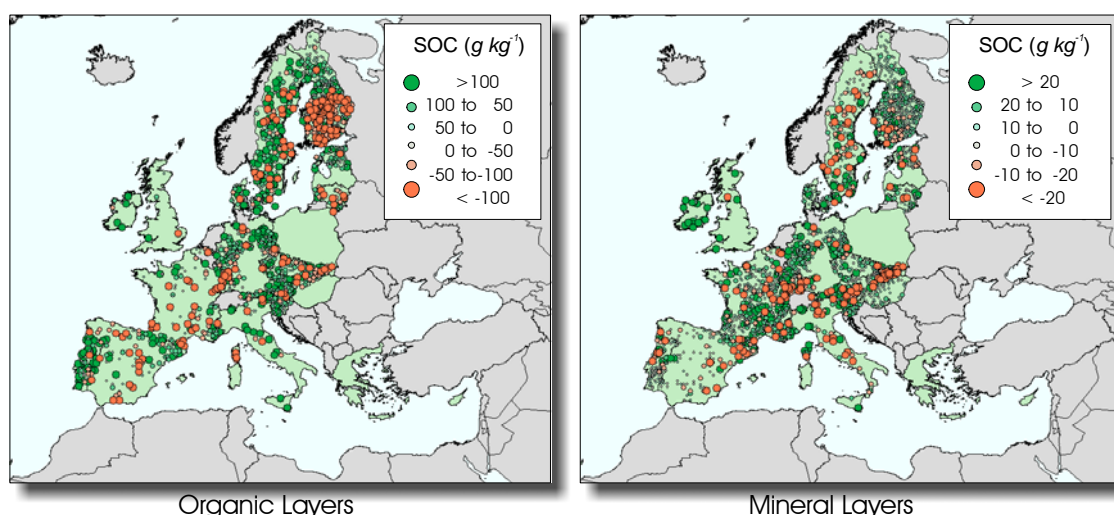 SOC (g kg⁻¹)
>100
100 to 50
50 to 0
0 to -50
-50 to-100
< -100
Organic Layers
SOC (g kg⁻¹)
> 20
20 to 10
10 to 0
0 to -10
-10 to -20
< -20
Mineral Layers